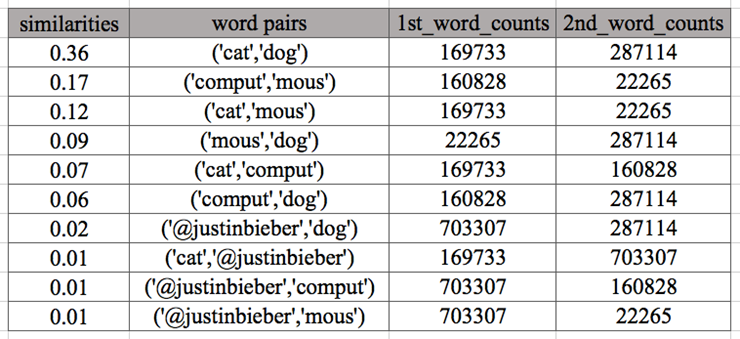 similarities word pairs 1st_word_counts 2nd_word_counts
0.36 ('cat','dog') 169733 287114
0.17 ('comput','mous') 160828 22265
0.12 ('cat','mous') 169733 22265
0.09 ('mous','dog') 22265 287114
0.07 ('cat','comput') 169733 160828
0.06 ('comput','dog') 160828 287114
0.02 ('@justinbieber','dog') 703307 287114
0.01 ('cat','@justinbieber') 169733 703307
0.01 ('@justinbieber','comput') 703307 160828
0.01 ('@justinbieber','mous') 703307 22265